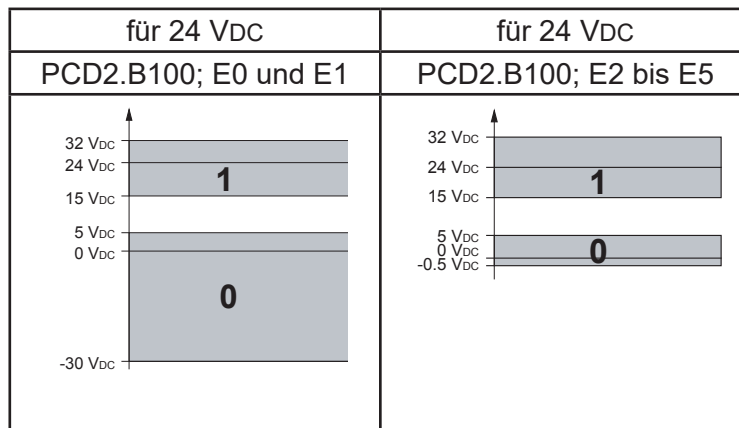 für 24 VDC
für 24 VDC
PCD2.B100; E0 und E1
PCD2.B100; E2 bis E5
32 VDC
24 VDC
15 VDC
5 VDC
0 VDC
-30 VDC
1
0
32 VDC
24 VDC
15 VDC
5 VDC
0 VDC
-0.5 VDC
1
0